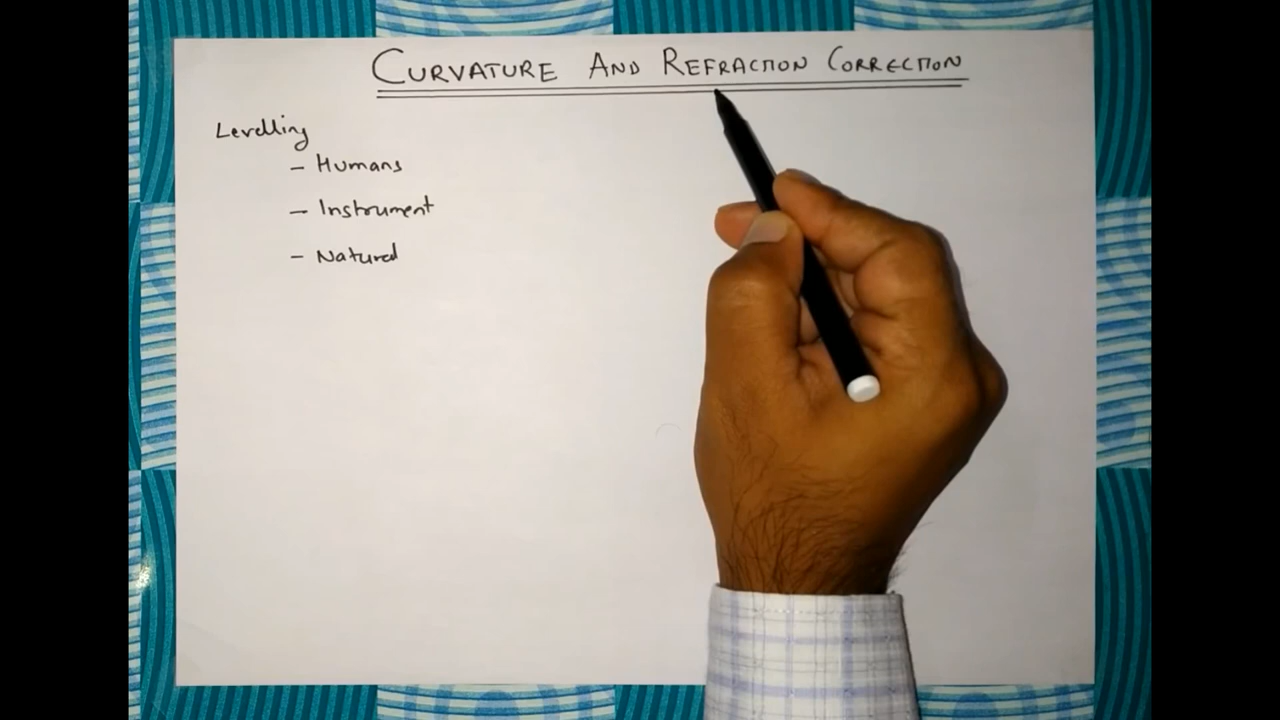 CURVATURE AND REFRACTION CORRECTION
Levelling
- Humans
- Instrument
- Natural